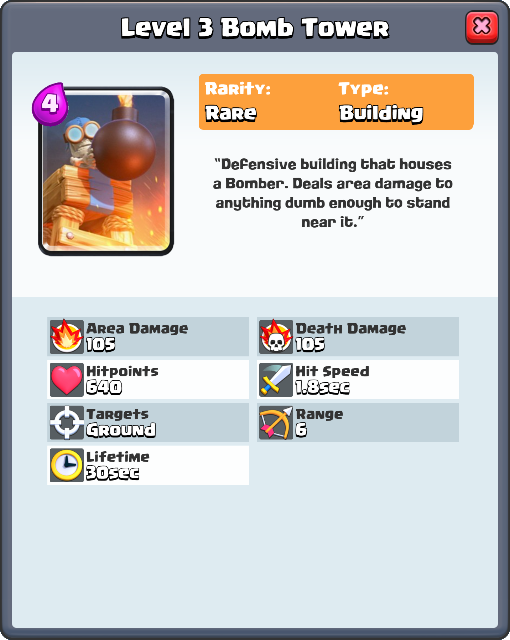 Level 3 Bomb Tower
4
Rarity:
Rare
Type:
Building
"Defensive building that houses
a Bomber. Deals area damage to
anything dumb enough to stand
near it."
Area Damage
105
Death Damage
105
Hitpoints
640
Hit Speed
1.8sec
Targets
Ground
Range
6
Lifetime
30sec